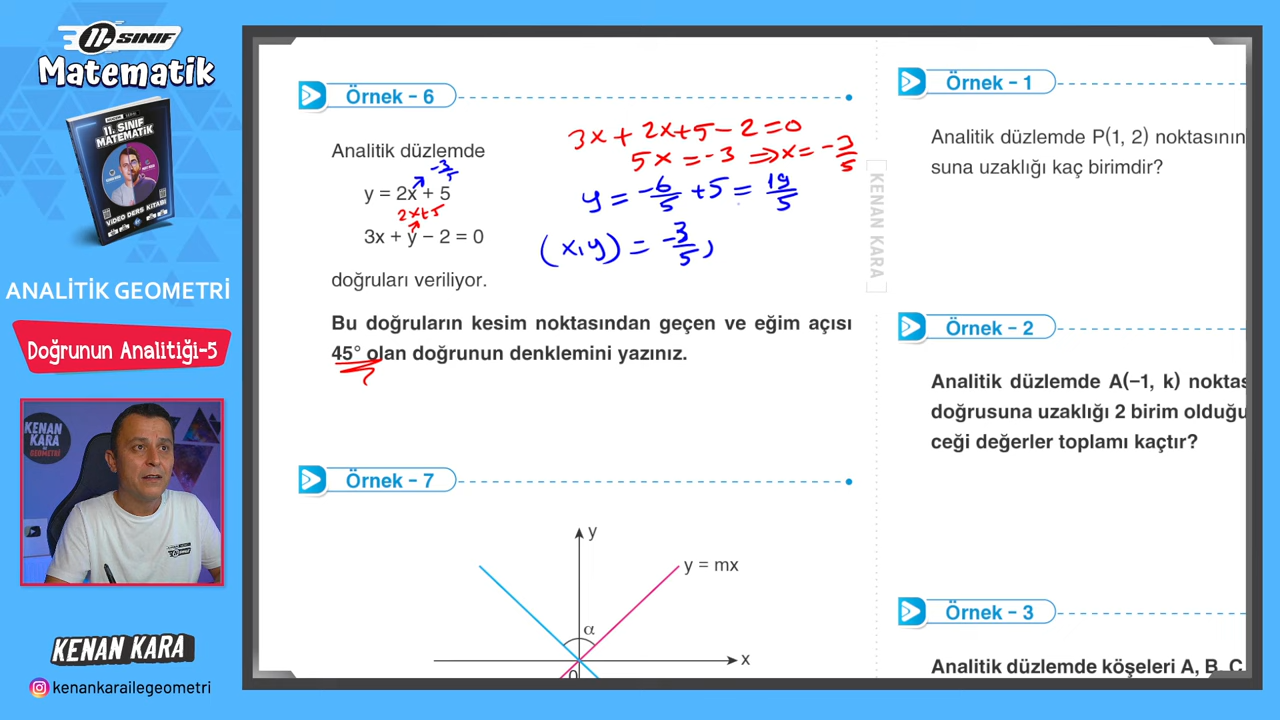 11. SINIF
Matematik
11. SINIF
MATEMATİK
VİDEO DERS KİTABI
ANALİTİK GEOMETRİ
Doğrunun Analitiği-5
KENAN
KARA
GEOMETRİ
KENAN KARA
kenankarailegeometri
Örnek - 6
Analitik düzlemde
-3/5
y = 2x + 5
2x+5
3x + y – 2 = 0
doğruları veriliyor.
Bu doğruların kesim noktasından geçen ve eğim açısı
45° olan doğrunun denklemini yazınız.
3x + 2x+5 – 2 = 0
5x = -3 ⇒ x = -3/5
y = -6/5 + 5 = 19/5
(x, y) = -3/5,
Örnek - 7
y
y = mx
α
x
0
KENAN KARA
Örnek - 1
Analitik düzlemde P(1, 2) noktasının
suna uzaklığı kaç birimdir?
Örnek - 2
Analitik düzlemde A(–1, k) noktas
doğrusuna uzaklığı 2 birim olduğu
ceği değerler toplamı kaçtır?
Örnek - 3
Analitik düzlemde köşeleri A, B, C